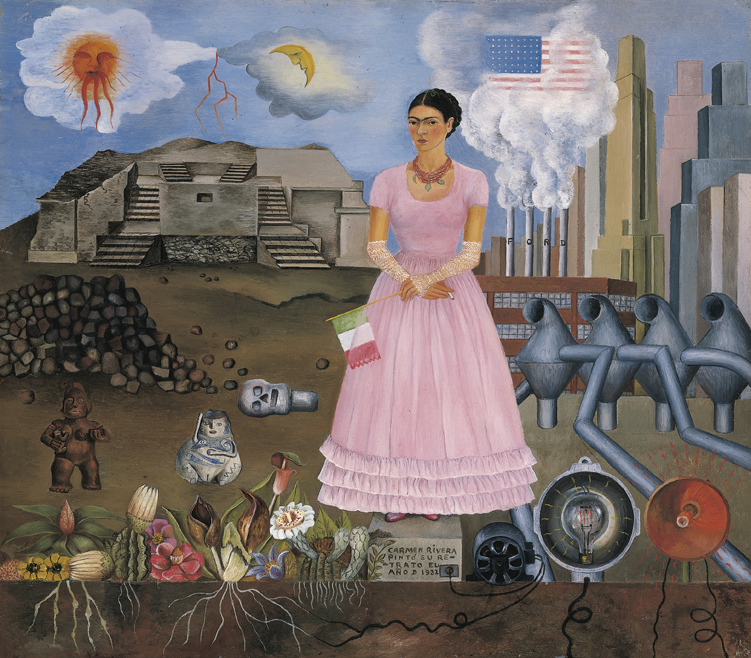 FORD
CARMEN RIVERA
PINTÓ SU RE-
TRATO EL
AÑO D 1932